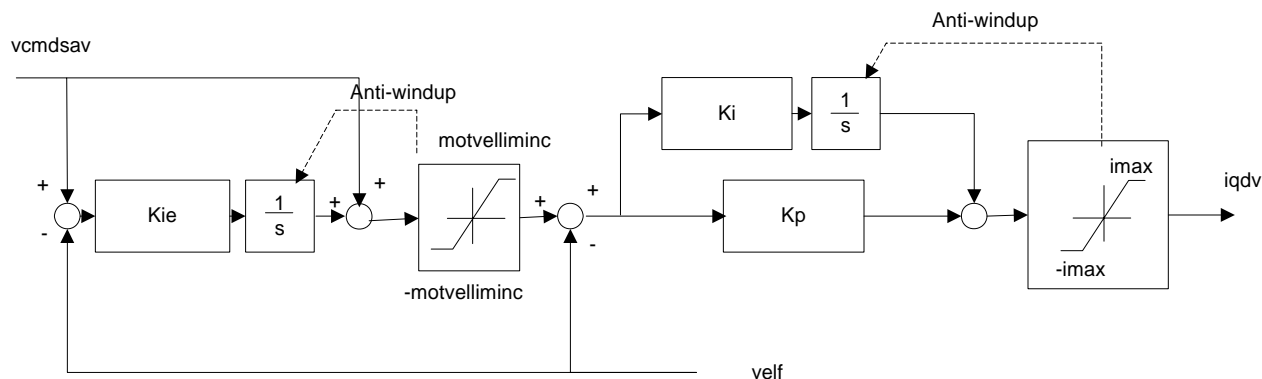 Anti-windup
vcmdsav
Anti-windup
Ki
1
s
motvelliminc
imax
iqdv
+
+
+
+
+
Kie
1
s
Kp
-
-
-imax
-motvelliminc
velf